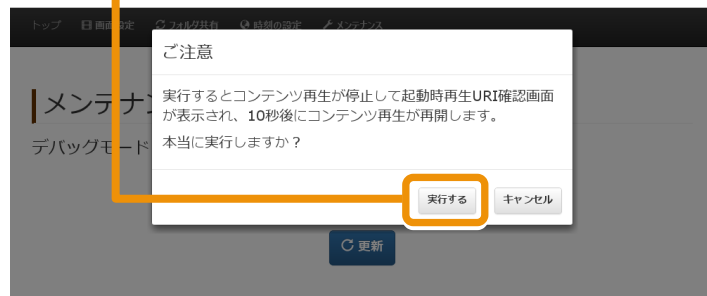 トップ 画面設定 フォルダ共有 時刻の設定 メンテナンス
ご注意
実行するとコンテンツ再生が停止して起動時再生URI確認画面
が表示され、10秒後にコンテンツ再生が再開します。
本当に実行しますか？
メンテナ
デバッグモード
実行する キャンセル
更新